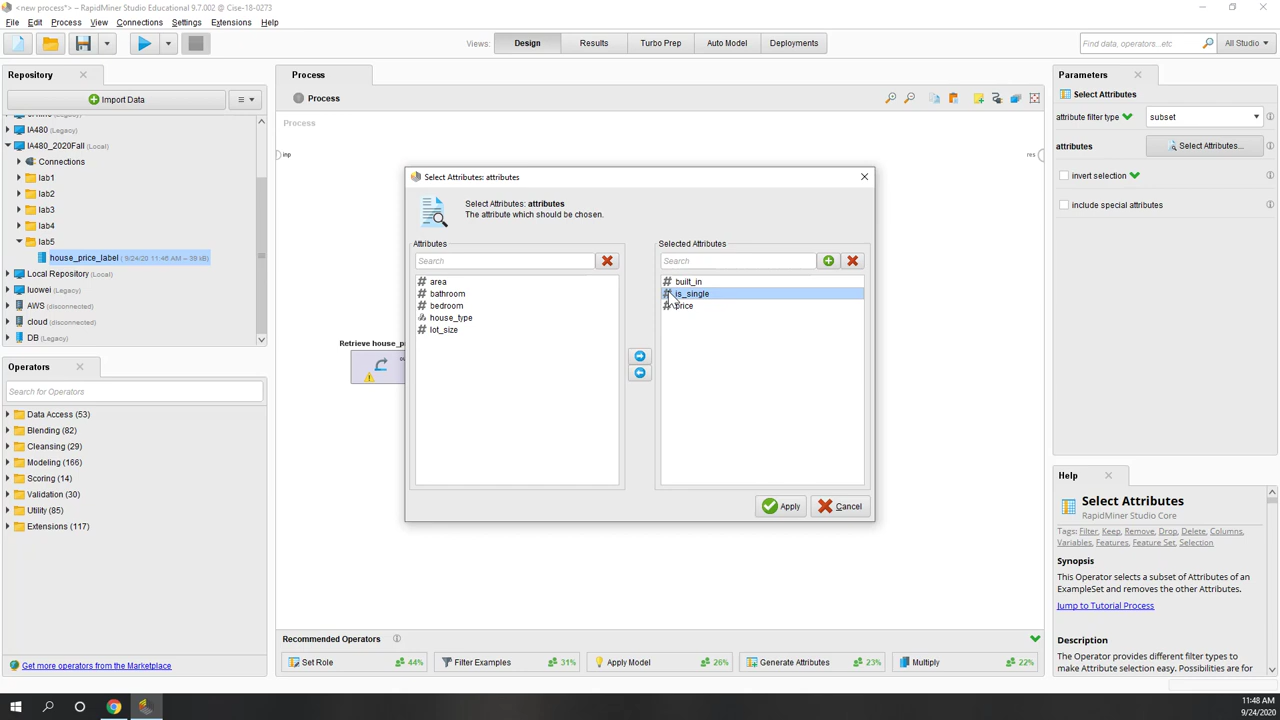 <new process*> – RapidMiner Studio Educational 9.7.002 @ Cise-18-0273
File Edit Process View Connections Settings Extensions Help
Views: Design Results Turbo Prep Auto Model Deployments
Find data, operators...etc All Studio
Repository
Import Data
IA480 (Legacy)
IA480_2020Fall (Local)
Connections
lab1
lab2
lab3
lab4
lab5
house_price_label (9/24/20 11:46 AM – 39 kB)
Local Repository (Legacy)
luowei (Legacy)
AWS (disconnected)
cloud (disconnected)
DB (Legacy)
Operators
Search for Operators
Data Access (53)
Blending (82)
Cleansing (29)
Modeling (166)
Scoring (14)
Validation (30)
Utility (85)
Extensions (117)
Get more operators from the Marketplace
Process
Process
Process
inp
res
Retrieve house_p
Select Attributes: attributes
Select Attributes: attributes
The attribute which should be chosen.
Attributes
Search
area
bathroom
bedroom
house_type
lot_size
Selected Attributes
Search
built_in
is_single
price
Apply
Cancel
Recommended Operators
Set Role 44%
Filter Examples 31%
Apply Model 26%
Generate Attributes 23%
Multiply 22%
Parameters
Select Attributes
attribute filter type subset
attributes Select Attributes...
invert selection
include special attributes
Help
Select Attributes
RapidMiner Studio Core
Tags: Filter, Keep, Remove, Drop, Delete, Columns,
Variables, Features, Feature Set, Selection
Synopsis
This Operator selects a subset of Attributes of an
ExampleSet and removes the other Attributes.
Jump to Tutorial Process
Description
The Operator provides different filter types to
make Attribute selection easy. Possibilities are for
11:48 AM
9/24/2020